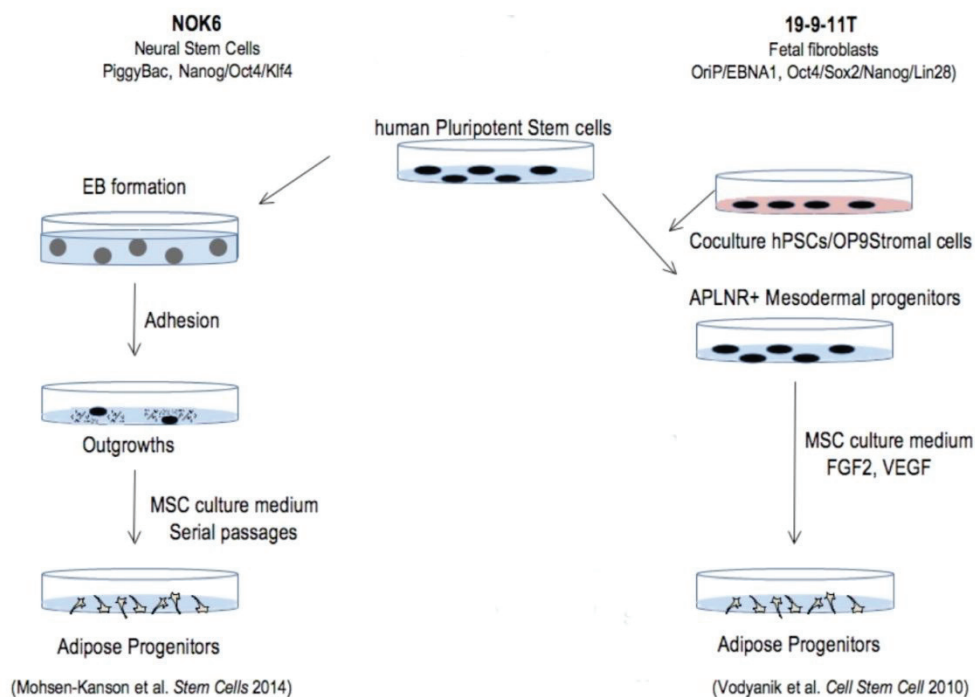 NOK6
Neural Stem Cells
PiggyBac, Nanog/Oct4/Klf4
19-9-11T
Fetal fibroblasts
OriP/EBNA1, Oct4/Sox2/Nanog/Lin28)
human Pluripotent Stem cells
EB formation
Adhesion
Outgrowths
MSC culture medium
Serial passages
Adipose Progenitors
(Mohsen-Kanson et al. Stem Cells 2014)
Coculture hPSCs/OP9Stromal cells
APLNR+ Mesodermal progenitors
MSC culture medium
FGF2, VEGF
Adipose Progenitors
(Vodyanik et al. Cell Stem Cell 2010)